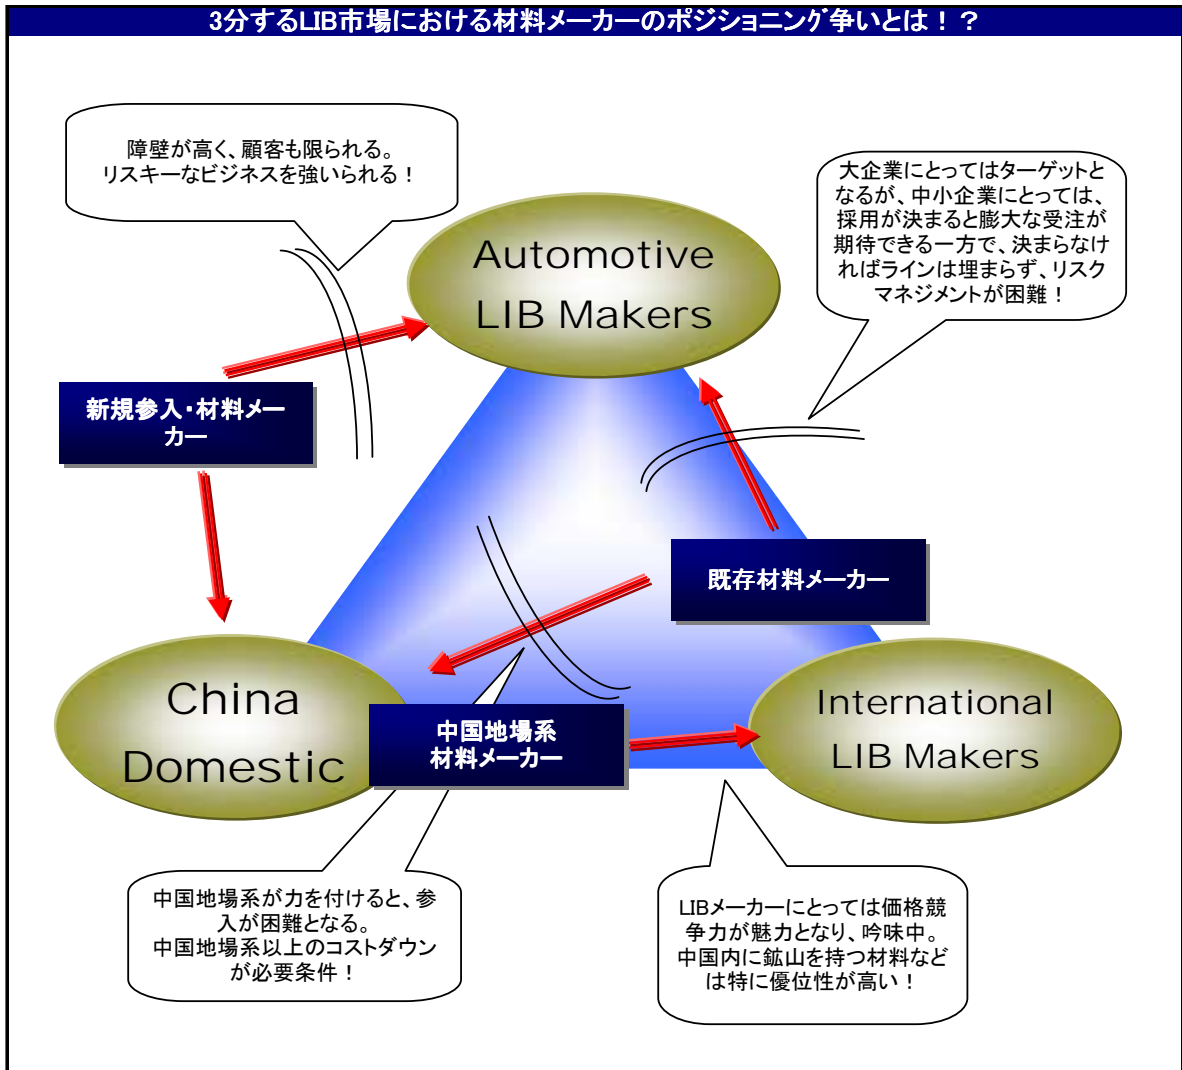 3分するLIB市場における材料メーカーのポジショニング争いとは！？
障壁が高く、顧客も限られる。
リスキーなビジネスを強いられる！
大企業にとってはターゲットと
なるが、中小企業にとっては、
採用が決まると膨大な受注が
期待できる一方で、決まらなけ
ればラインは埋まらず、リスク
マネジメントが困難！
Automotive
LIB Makers
新規参入・材料メー
カー
既存材料メーカー
China
Domestic
中国地場系
材料メーカー
International
LIB Makers
中国地場系が力を付けると、参
入が困難となる。
中国地場系以上のコストダウン
が必要条件！
LIBメーカーにとっては価格競
争力が魅力となり、吟味中。
中国内に鉱山を持つ材料など
は特に優位性が高い！